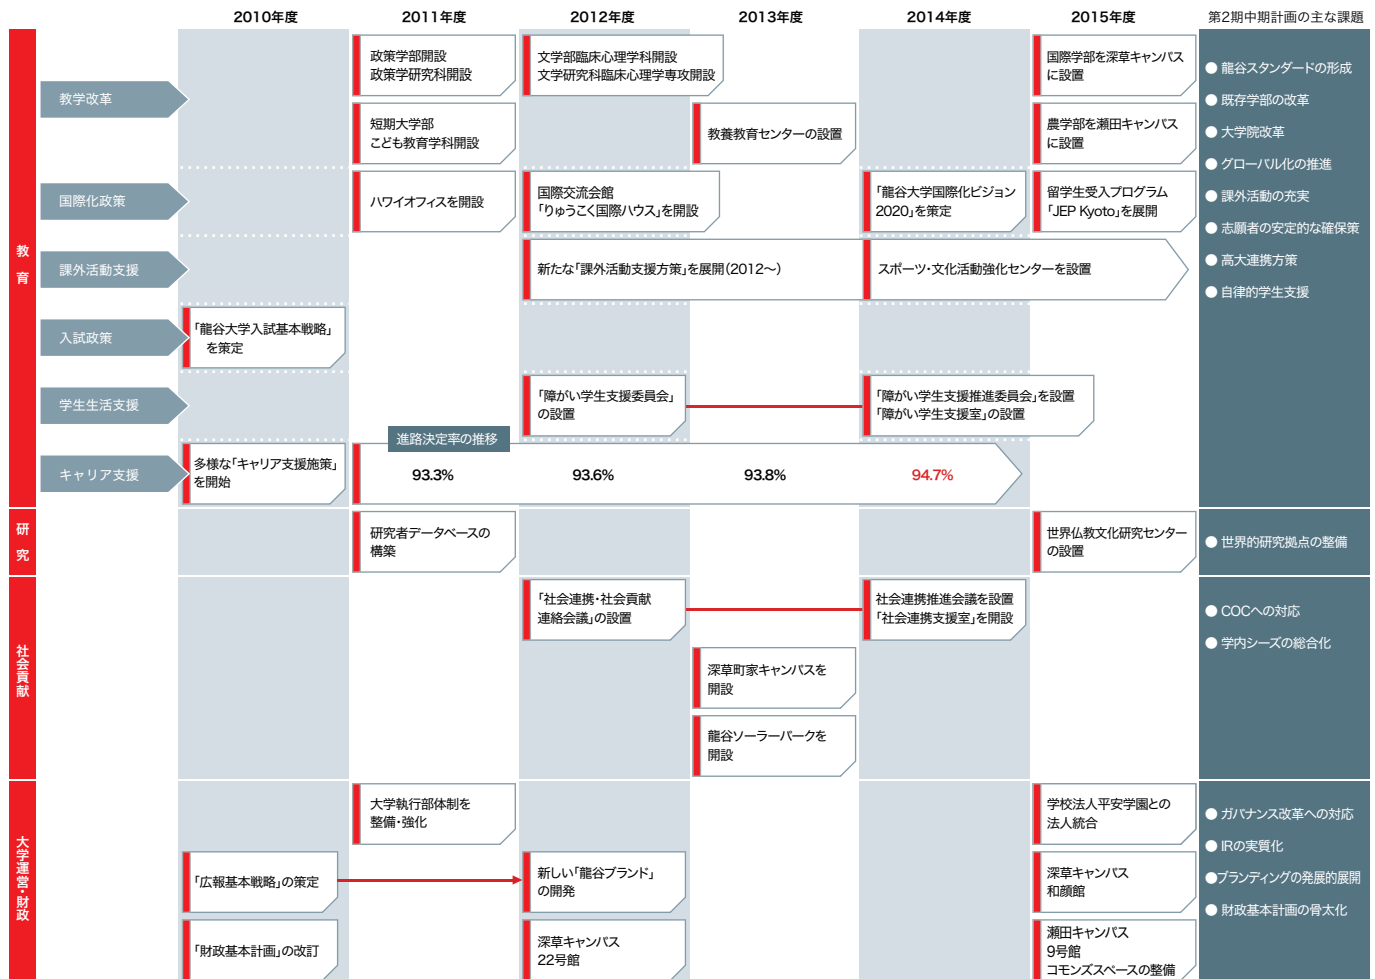 2010年度
2011年度
2012年度
2013年度
2014年度
2015年度
第2期中期計画の主な課題
教育
教学改革
政策学部開設
政策学研究科開設
文学部臨床心理学科開設
文学研究科臨床心理学専攻開設
国際学部を深草キャンパス
に設置
短期大学部
こども教育学科開設
教養教育センターの設置
農学部を瀬田キャンパス
に設置
国際化政策
ハワイオフィスを開設
国際交流会館
「りゅうこく国際ハウス」を開設
「龍谷大学国際化ビジョン
2020」を策定
留学生受入プログラム
「JEP Kyoto」を展開
課外活動支援
新たな「課外活動支援方策」を展開(2012〜)
スポーツ・文化活動強化センターを設置
入試政策
「龍谷大学入試基本戦略」
を策定
学生生活支援
「障がい学生支援委員会」
の設置
「障がい学生支援推進委員会」を設置
「障がい学生支援室」の設置
キャリア支援
多様な「キャリア支援施策」
を開始
進路決定率の推移
93.3%
93.6%
93.8%
94.7%
● 龍谷スタンダードの形成
● 既存学部の改革
● 大学院改革
● グローバル化の推進
● 課外活動の充実
● 志願者の安定的な確保策
● 高大連携方策
● 自律的学生支援
研究
研究者データベースの
構築
世界仏教文化研究センター
の設置
● 世界的研究拠点の整備
社会貢献
「社会連携・社会貢献
連絡会議」の設置
社会連携推進会議を設置
「社会連携支援室」を開設
深草町家キャンパスを
開設
龍谷ソーラーパークを
開設
● COCへの対応
● 学内シーズの総合化
大学運営・財政
大学執行部体制を
整備・強化
学校法人平安学園との
法人統合
「広報基本戦略」の策定
新しい「龍谷ブランド」
の開発
深草キャンパス
和顔館
「財政基本計画」の改訂
深草キャンパス
22号館
瀬田キャンパス
9号館
コモンズスペースの整備
● ガバナンス改革への対応
● IRの実質化
●ブランディングの発展的展開
● 財政基本計画の骨太化